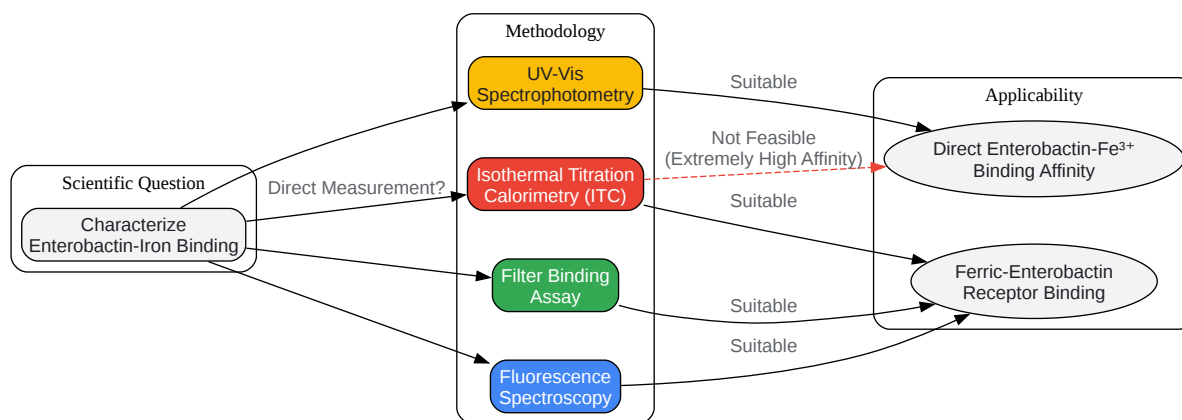 Methodology
UV-Vis
Spectrophotometry
Suitable
Applicability
Not Feasible
(Extremely High Affinity)
Direct Enterobactin-Fe³⁺
Binding Affinity
Scientific Question
Direct Measurement?
Isothermal Titration
Calorimetry (ITC)
Suitable
Characterize
Enterobactin-Iron Binding
Filter Binding
Assay
Ferric-Enterobactin
Receptor Binding
Suitable
Suitable
Fluorescence
Spectroscopy